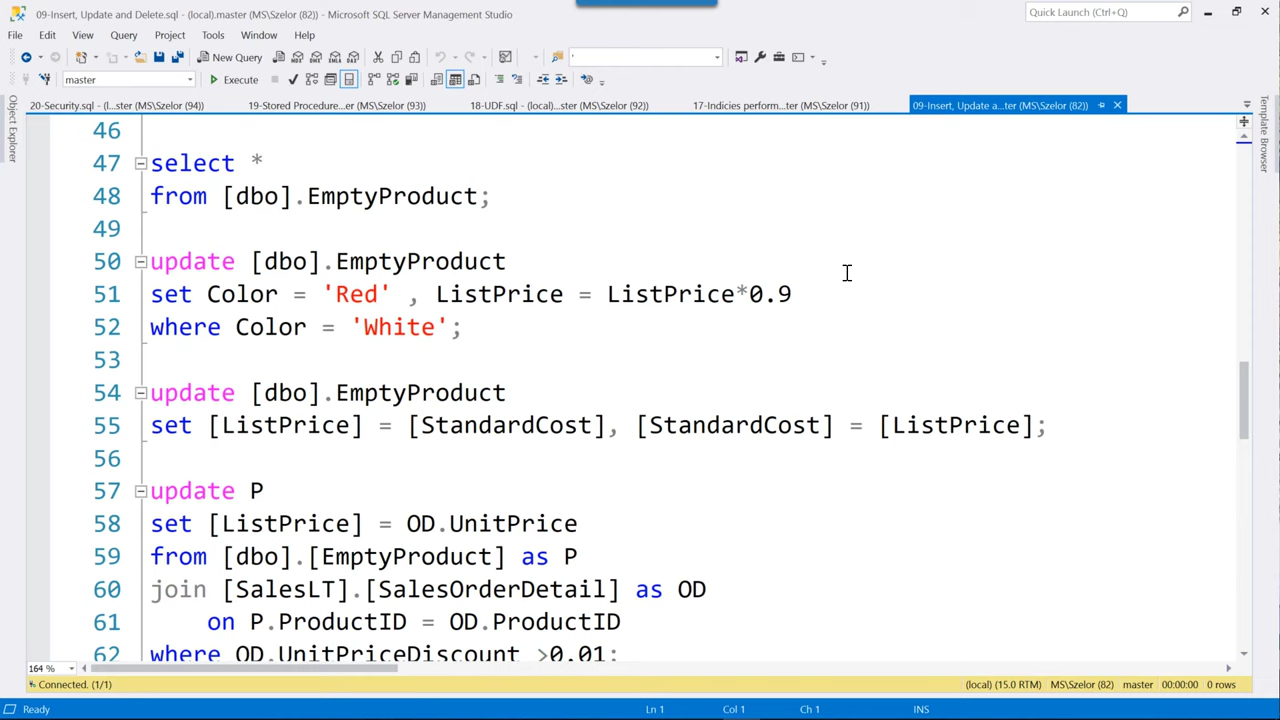 09-Insert, Update and Delete.sql - (local).master (MS\Szelor (82)) - Microsoft SQL Server Management Studio
Quick Launch (Ctrl+Q)
File Edit View Query Project Tools Window Help
New Query
master Execute
20-Security.sql - (l...ster (MS\Szelor (94)) 19-Stored Procedure...er (MS\Szelor (93)) 18-UDF.sql - (local)...ster (MS\Szelor (92)) 17-Indicies perform...ter (MS\Szelor (91)) 09-Insert, Update a...ter (MS\Szelor (82))
Object Explorer
Template Browser
46
47 select *
48 from [dbo].EmptyProduct;
49
50 update [dbo].EmptyProduct
51 set Color = 'Red' , ListPrice = ListPrice*0.9
52 where Color = 'White';
53
54 update [dbo].EmptyProduct
55 set [ListPrice] = [StandardCost], [StandardCost] = [ListPrice];
56
57 update P
58 set [ListPrice] = OD.UnitPrice
59 from [dbo].[EmptyProduct] as P
60 join [SalesLT].[SalesOrderDetail] as OD
61 on P.ProductID = OD.ProductID
62 where OD.UnitPriceDiscount >0.01;
164 %
Connected. (1/1) (local) (15.0 RTM) MS\Szelor (82) master 00:00:00 0 rows
Ready Ln 1 Col 1 Ch 1 INS